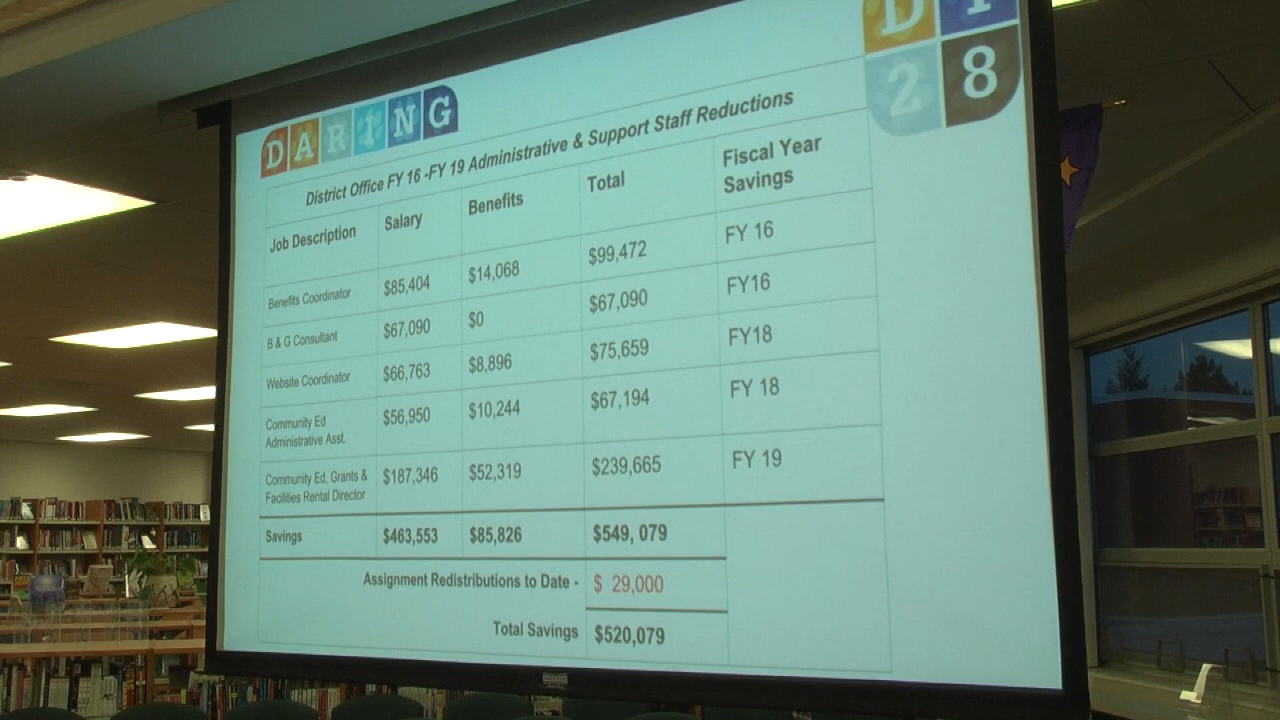 DARING
D
28
District Office FY 16 -FY 19 Administrative & Support Staff Reductions
Job Description Salary Benefits Total Fiscal Year Savings
Benefits Coordinator $85,404 $14,068 $99,472 FY 16
B & G Consultant $67,090 $0 $67,090 FY16
Website Coordinator $66,763 $8,896 $75,659 FY18
Community Ed Administrative Asst. $56,950 $10,244 $67,194 FY 18
Community Ed, Grants & Facilities Rental Director $187,346 $52,319 $239,665 FY 19
Savings $463,553 $85,826 $549, 079
Assignment Redistributions to Date - $ 29,000
Total Savings $520,079